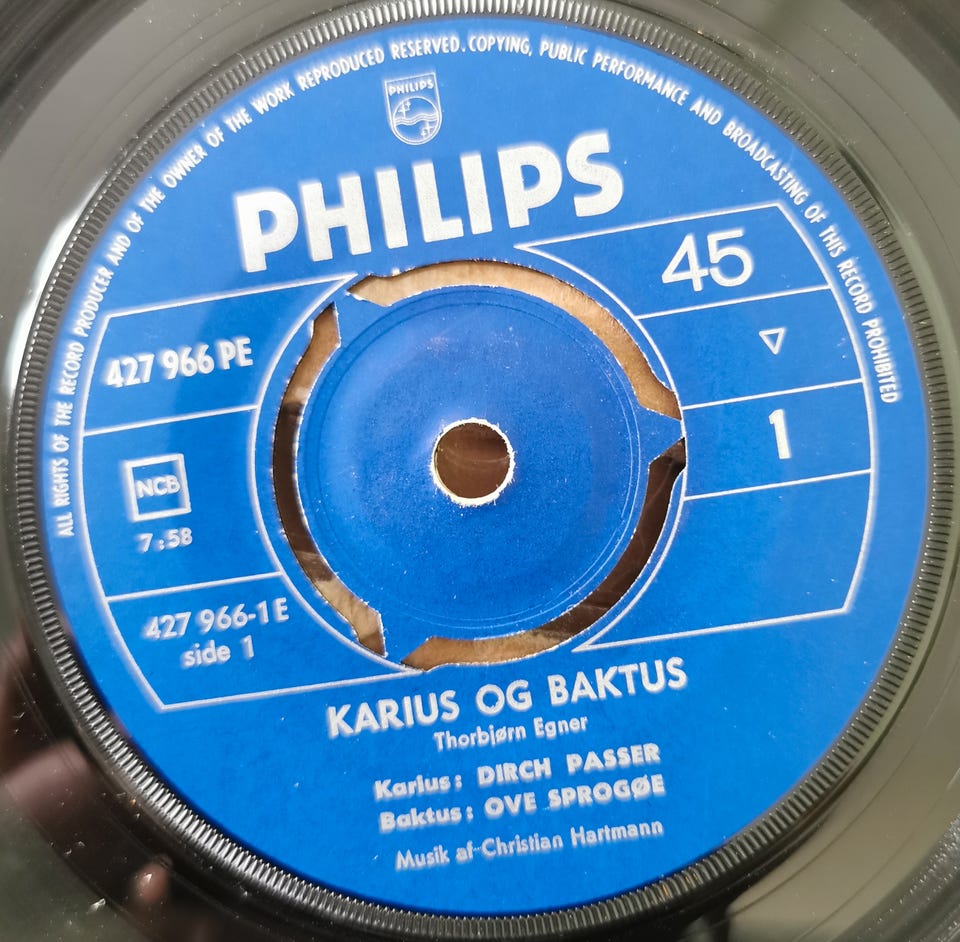 ALL RIGHTS OF THE RECORD PRODUCER AND OF THE OWNER OF THE WORK REPRODUCED RESERVED. COPYING, PUBLIC PERFORMANCE AND BROADCASTING OF THIS RECORD PROHIBITED
PHILIPS
PHILIPS
45
427 966 PE
1
NCB
7:58
427 966-1E
side 1
KARIUS OG BAKTUS
Thorbjørn Egner
Karius: DIRCH PASSER
Baktus: OVE SPROGØE
Musik af Christian Hartmann